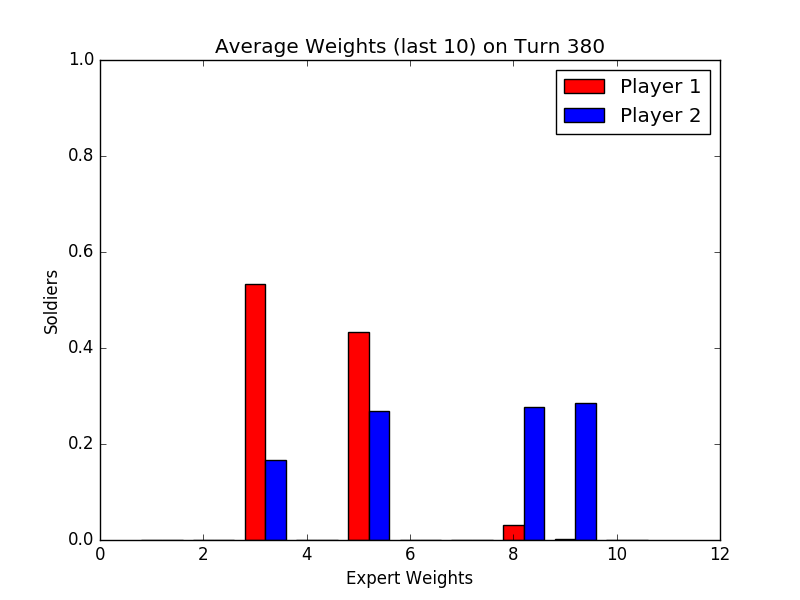 Average Weights (last 10) on Turn 380
Player 1
Player 2
1.0
0.8
0.6
0.4
0.2
0.0
Soldiers
0 2 4 6 8 10 12
Expert Weights